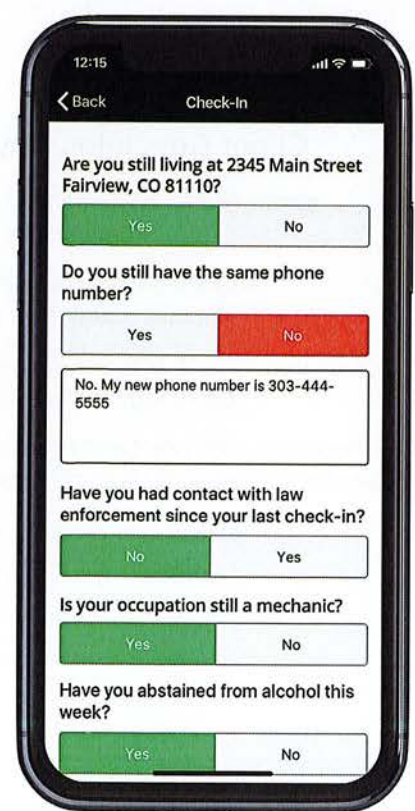 12:15
Back Check-In
Are you still living at 2345 Main Street
Fairview, CO 81110?
Yes No
Do you still have the same phone
number?
Yes No
No. My new phone number is 303-444-
5555
Have you had contact with law
enforcement since your last check-in?
No Yes
Is your occupation still a mechanic?
Yes No
Have you abstained from alcohol this
week?
Yes No